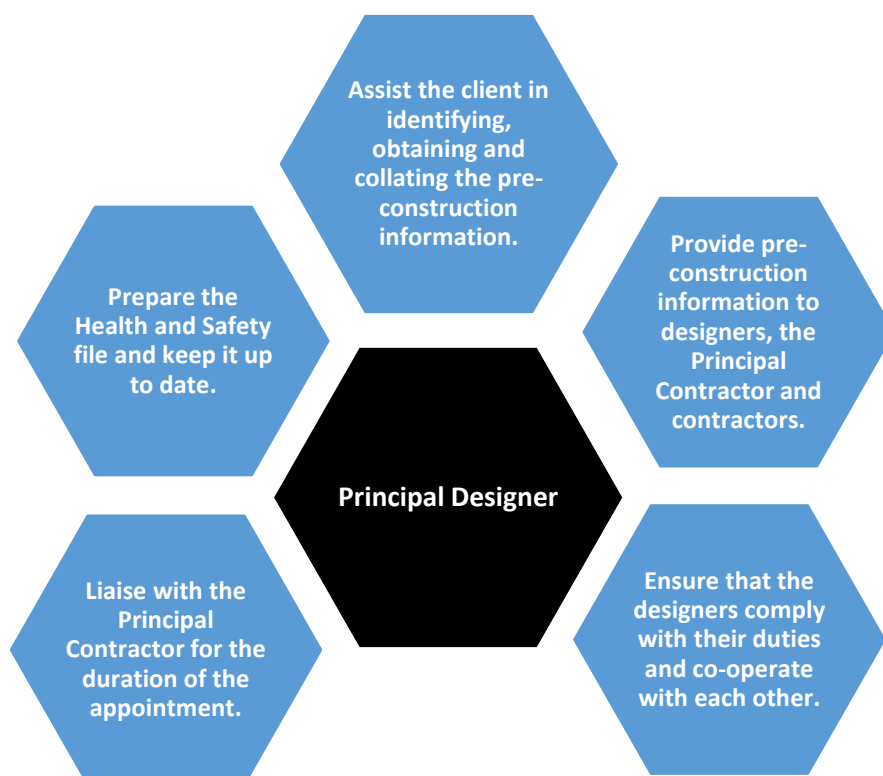 Assist the client in
identifying,
obtaining and
collating the pre-
construction
information.
Provide pre-
construction
information to
designers, the
Principal
Contractor and
contractors.
Prepare the
Health and Safety
file and keep it up
to date.
Principal Designer
Ensure that the
designers comply
with their duties
and co-operate
with each other.
Liaise with the
Principal
Contractor for the
duration of the
appointment.